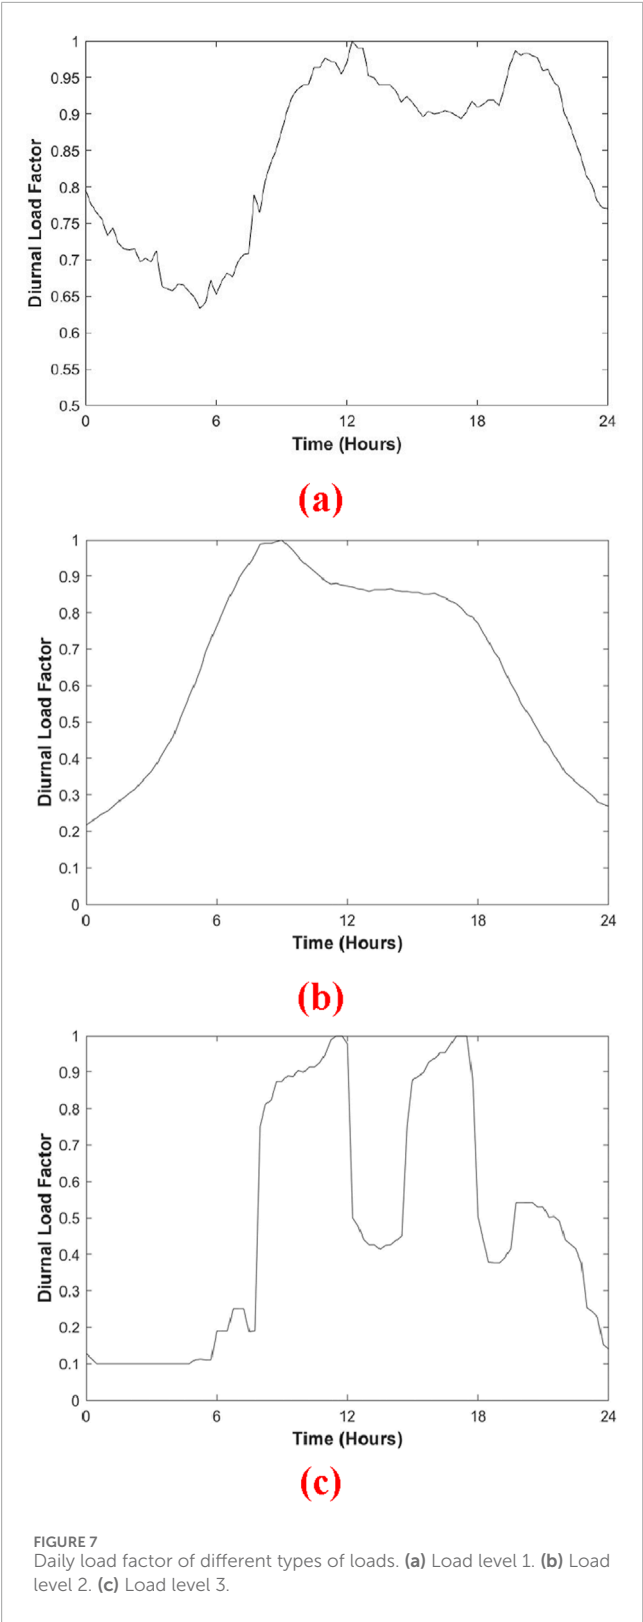 1
0.95
0.9
0.85
0.8
0.75
0.7
0.65
0.6
0.55
0.5
Diurnal Load Factor
0 6 12 18 24
Time (Hours)
(a)
1
0.9
0.8
0.7
0.6
0.5
0.4
0.3
0.2
0.1
0
Diurnal Load Factor
0 6 12 18 24
Time (Hours)
(b)
1
0.9
0.8
0.7
0.6
0.5
0.4
0.3
0.2
0.1
0
Diurnal Load Factor
0 6 12 18 24
Time (Hours)
(c)
FIGURE 7
Daily load factor of different types of loads. (a) Load level 1. (b) Load
level 2. (c) Load level 3.